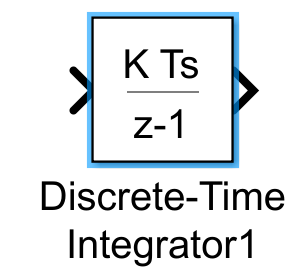 K Ts
z-1
Discrete-Time
Integrator1